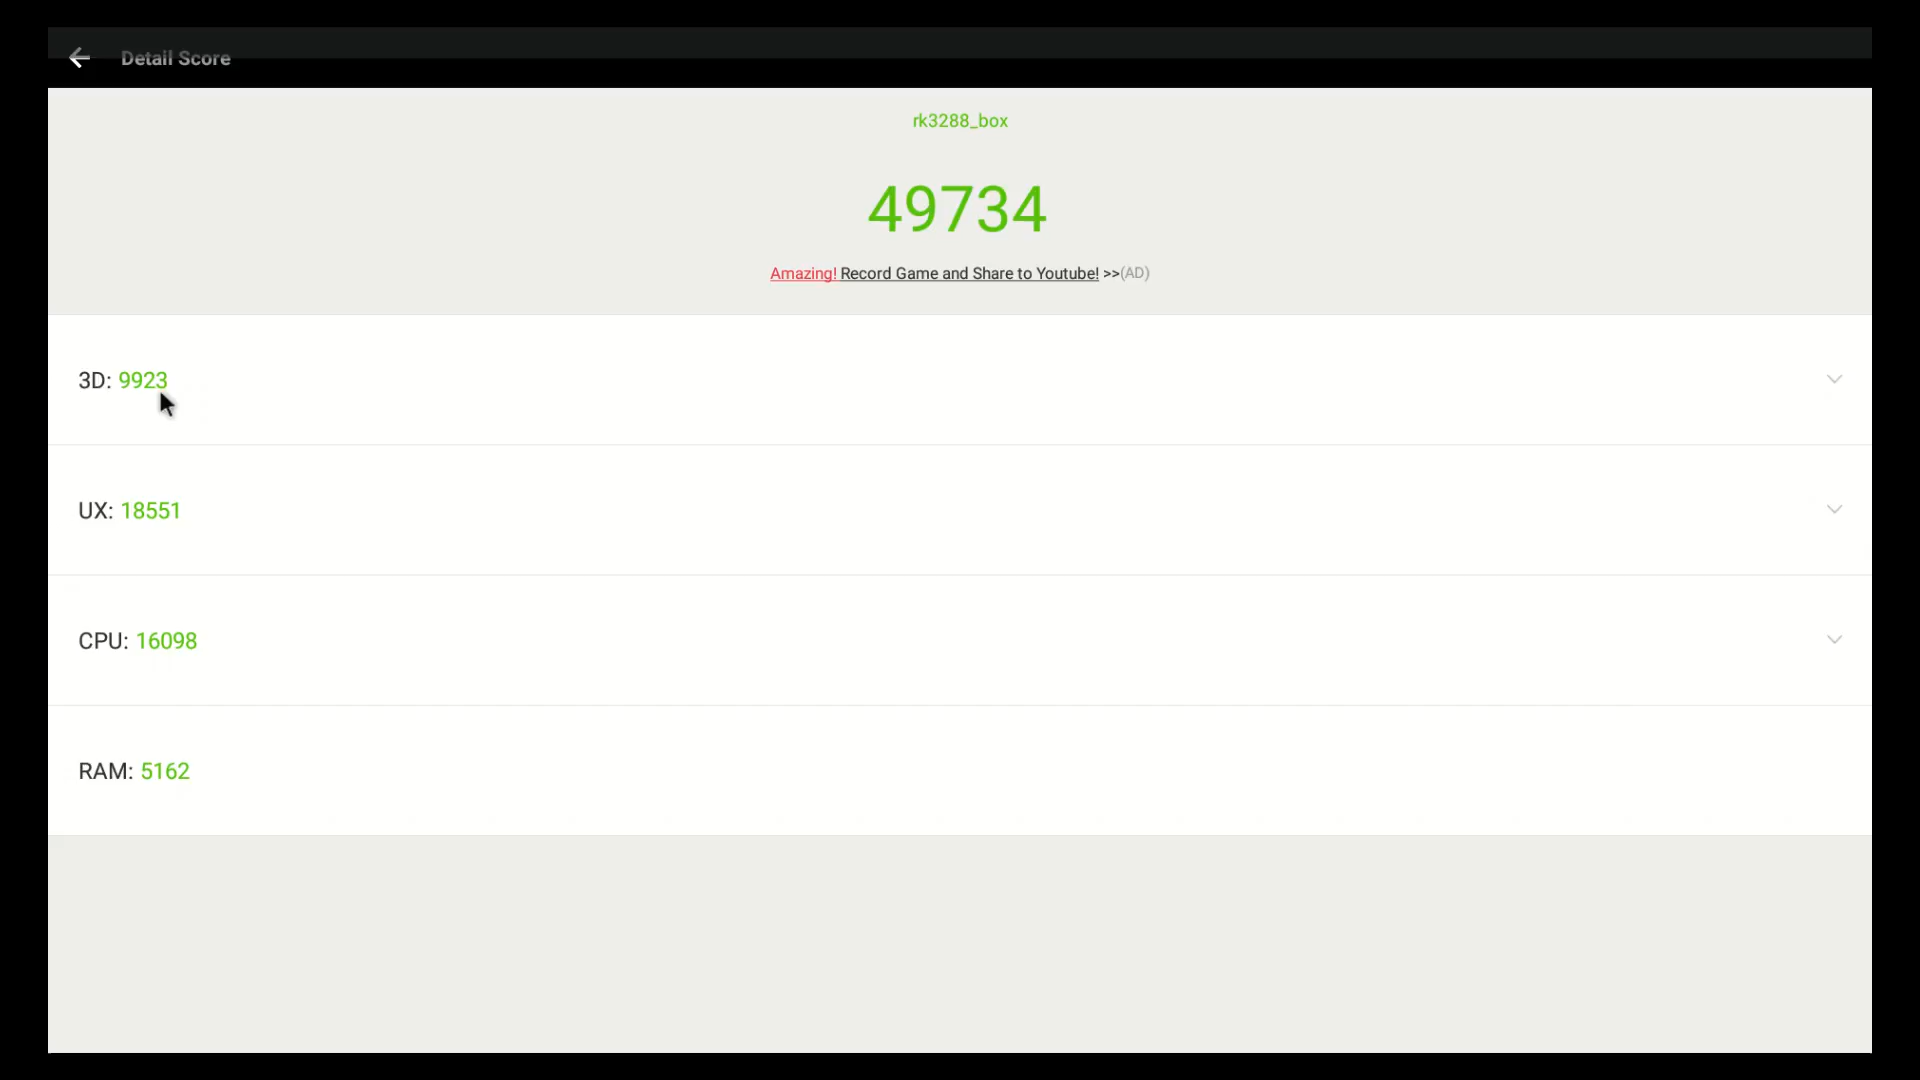 Detail Score
rk3288_box
49734
Amazing! Record Game and Share to Youtube! >>(AD)
3D: 9923
UX: 18551
CPU: 16098
RAM: 5162